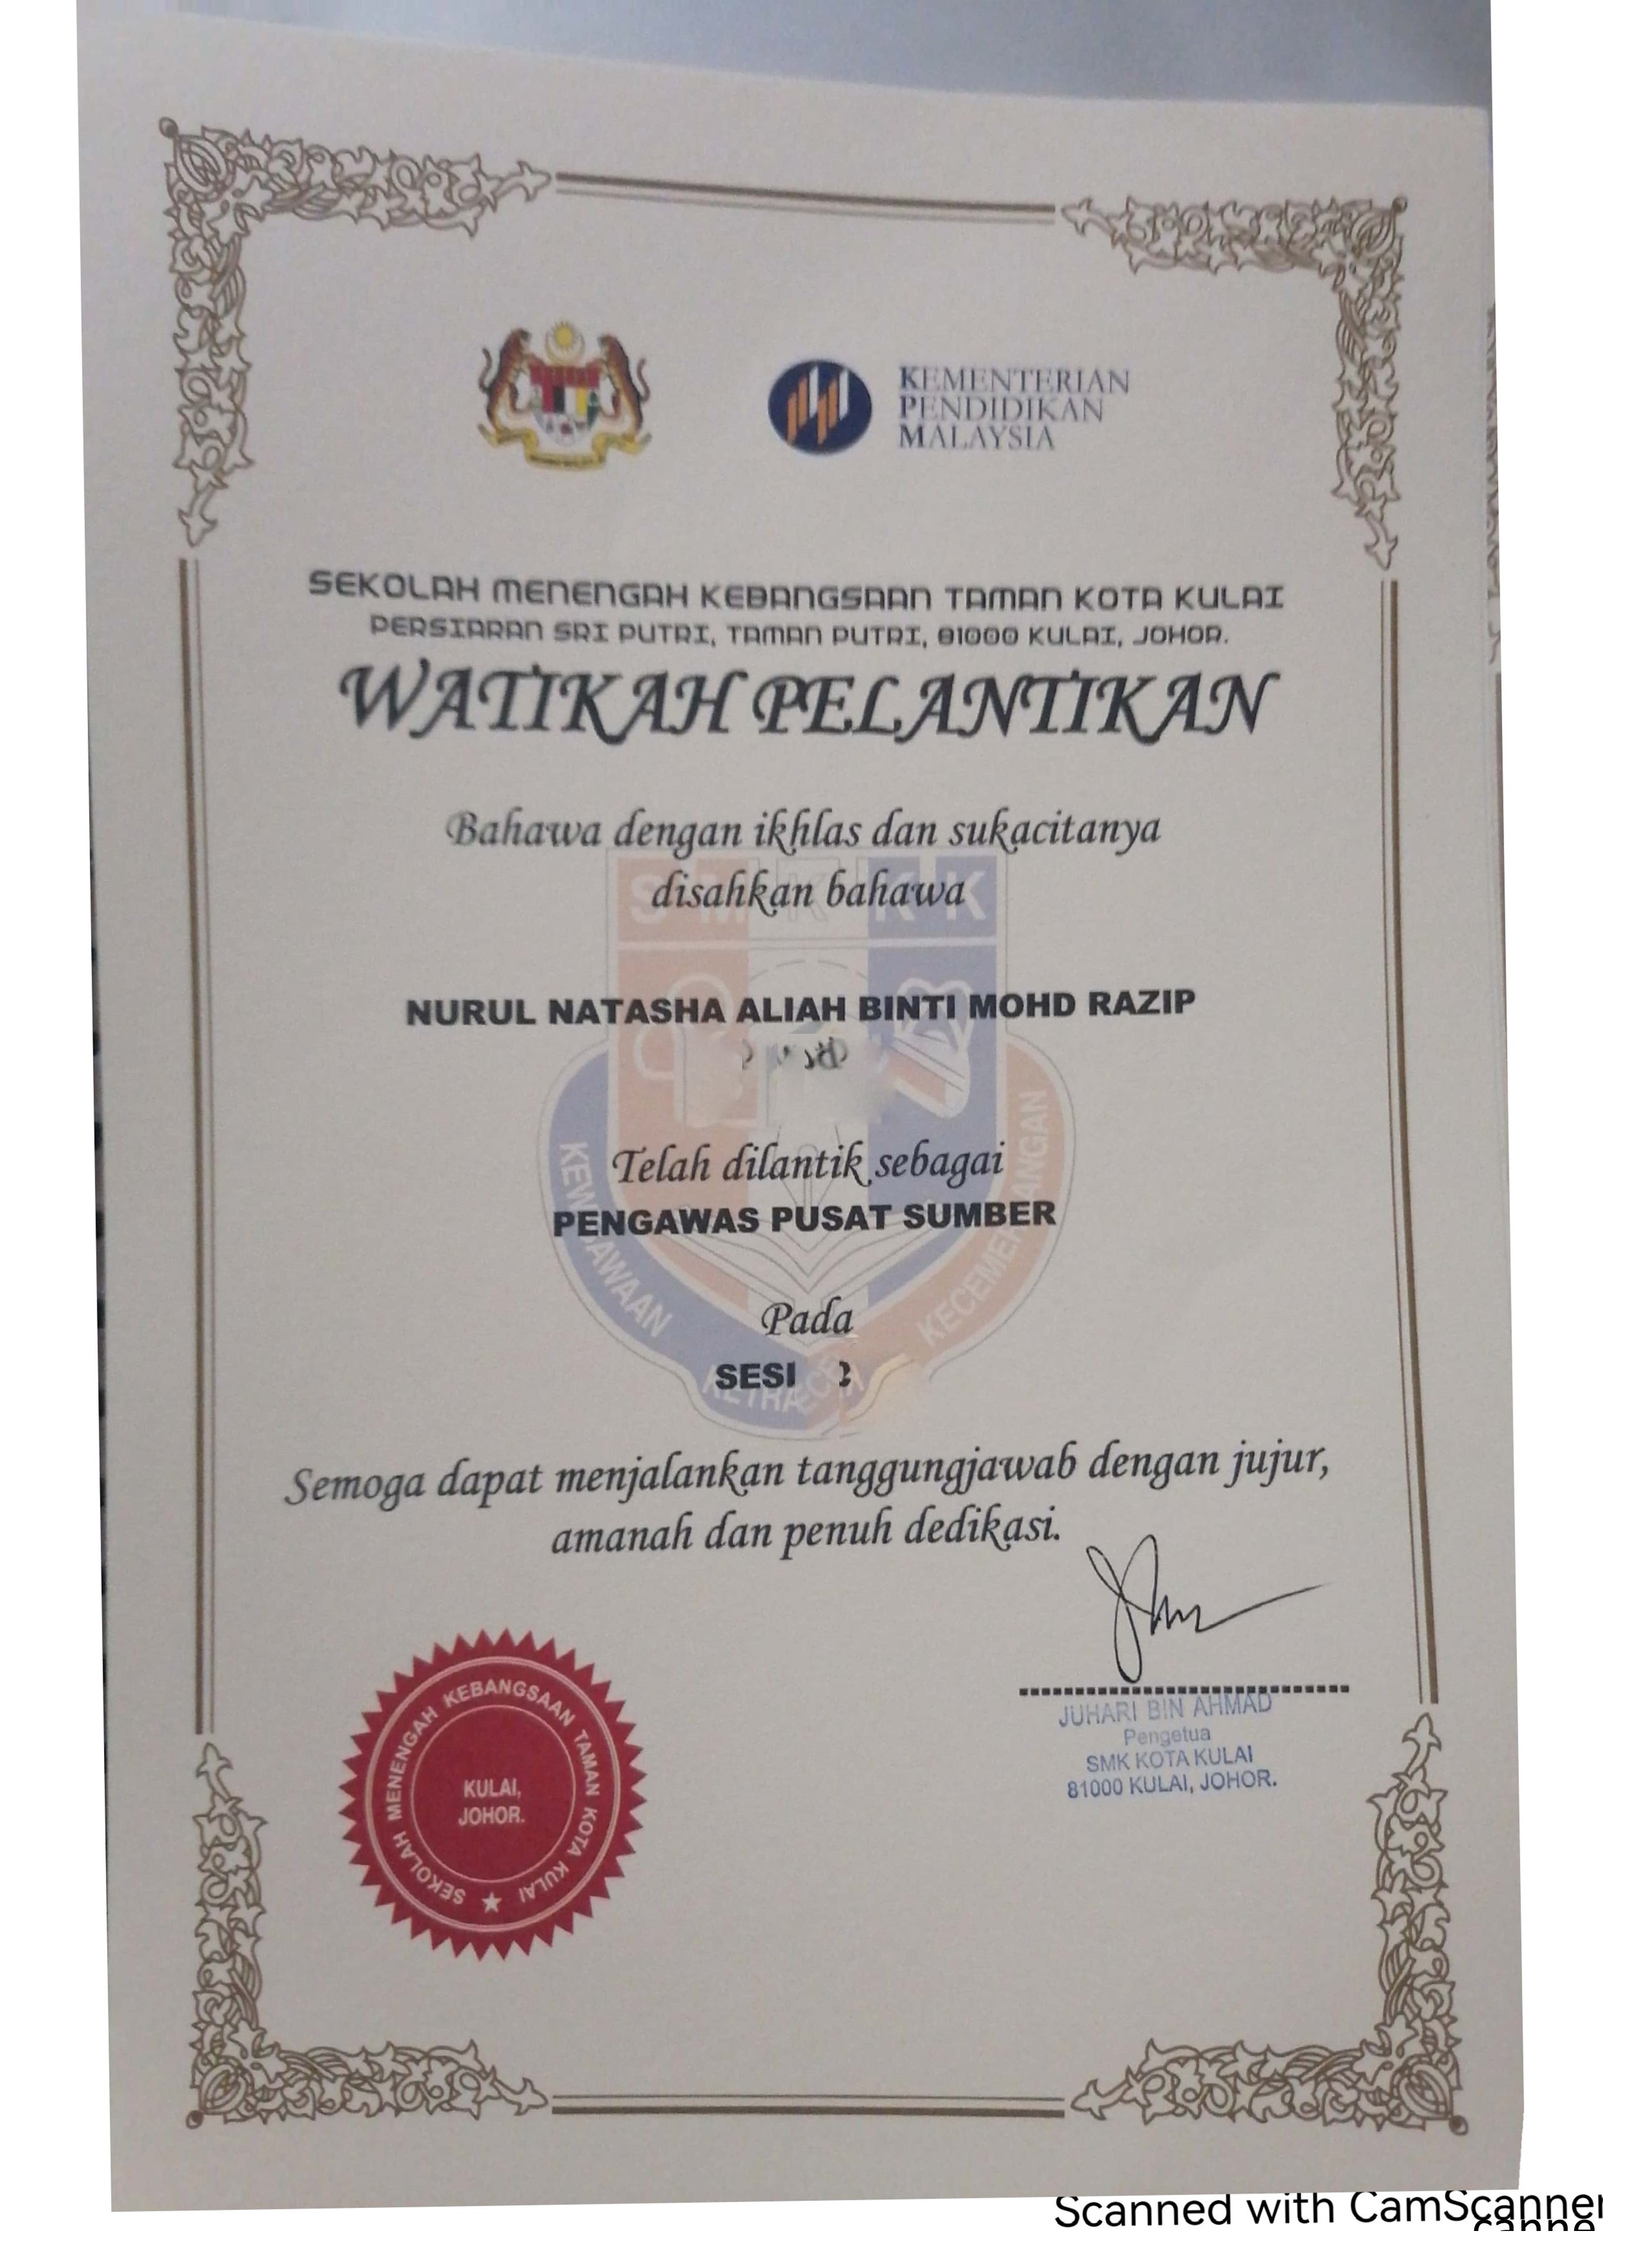 KEMENTERIAN
PENDIDIKAN
MALAYSIA
SEKOLAH MENENGAH KEBANGSAAN TAMAN KOTA KULAI
PERSIARAN SRI PUTRI, TAMAN PUTRI, 81000 KULAI, JOHOR.
WATIKAH PELANTIKAN
Bahawa dengan ikhlas dan sukacitanya
disahkan bahawa
SMKKK
NURUL NATASHA ALIAH BINTI MOHD RAZIP
Telah dilantik sebagai
PENGAWAS PUSAT SUMBER
Pada
SESI
Semoga dapat menjalankan tanggungjawab dengan jujur,
amanah dan penuh dedikasi.
JUHARI BIN AHMAD
Pengetua
SMK KOTA KULAI
81000 KULAI, JOHOR.
SEKOLAH MENENGAH KEBANGSAAN TAMAN KOTA KULAI
KULAI,
JOHOR.
Scanned with CamScanner